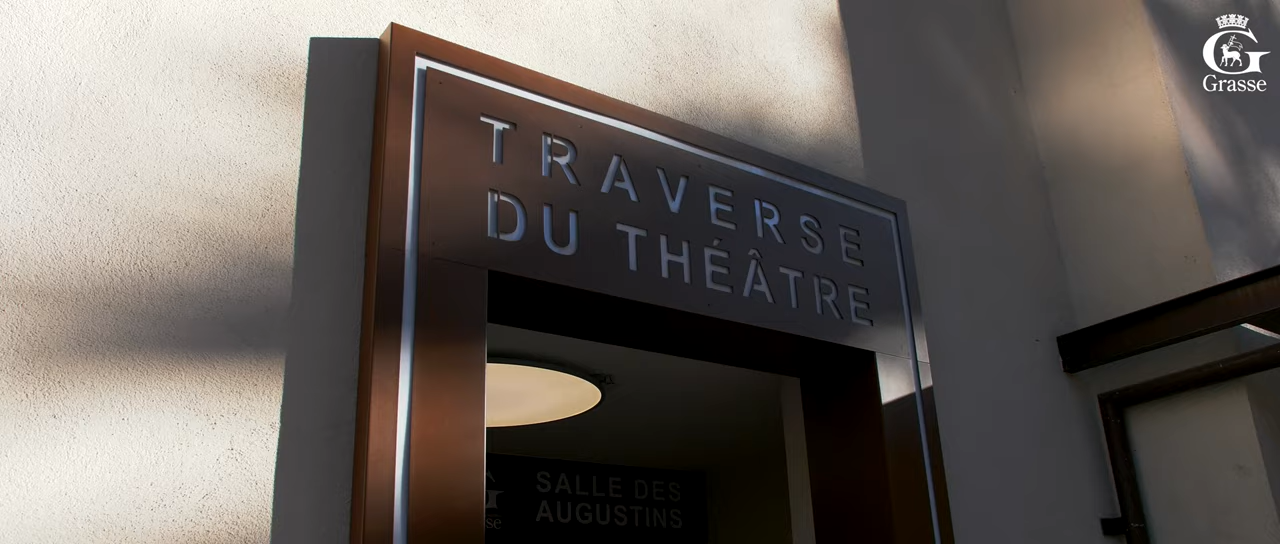 TRAVERSE
DU THÉÂTRE
SALLE DES
AUGUSTINS
Grasse